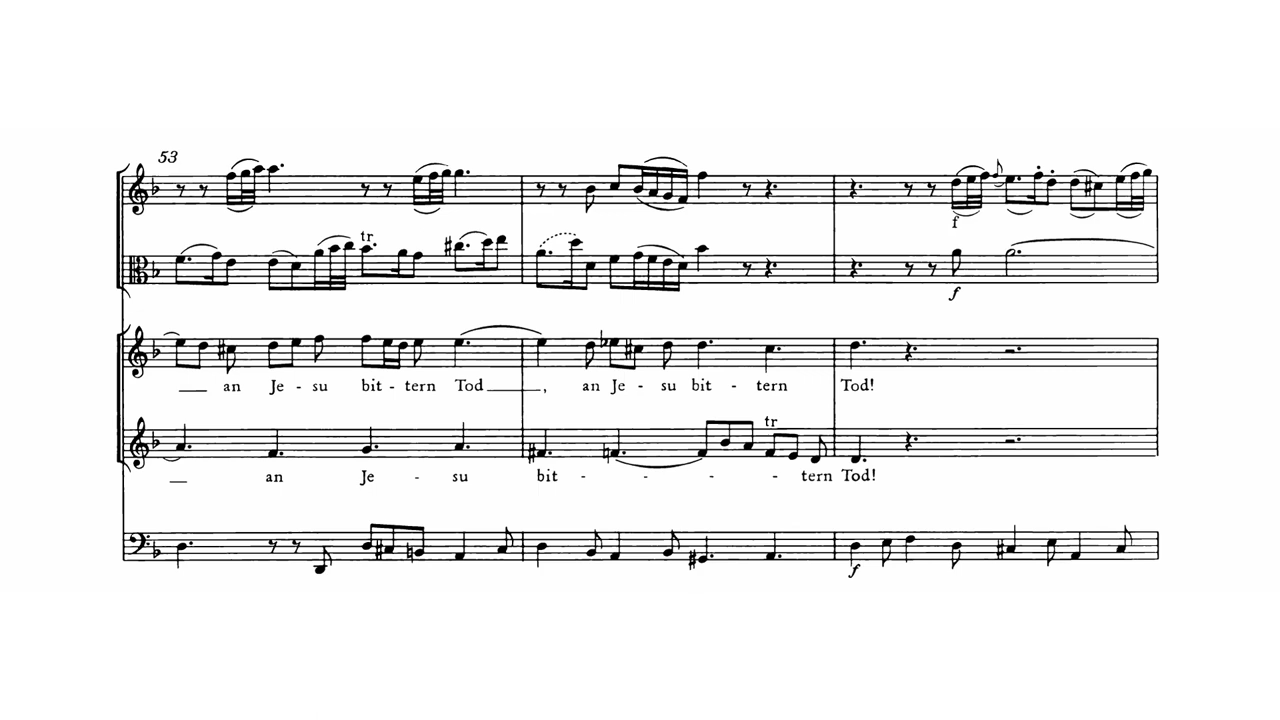 53
tr
f
f
an Je - su bit - tern Tod , an Je - su bit - tern Tod!
tr
an Je - su bit - - - - tern Tod!
f